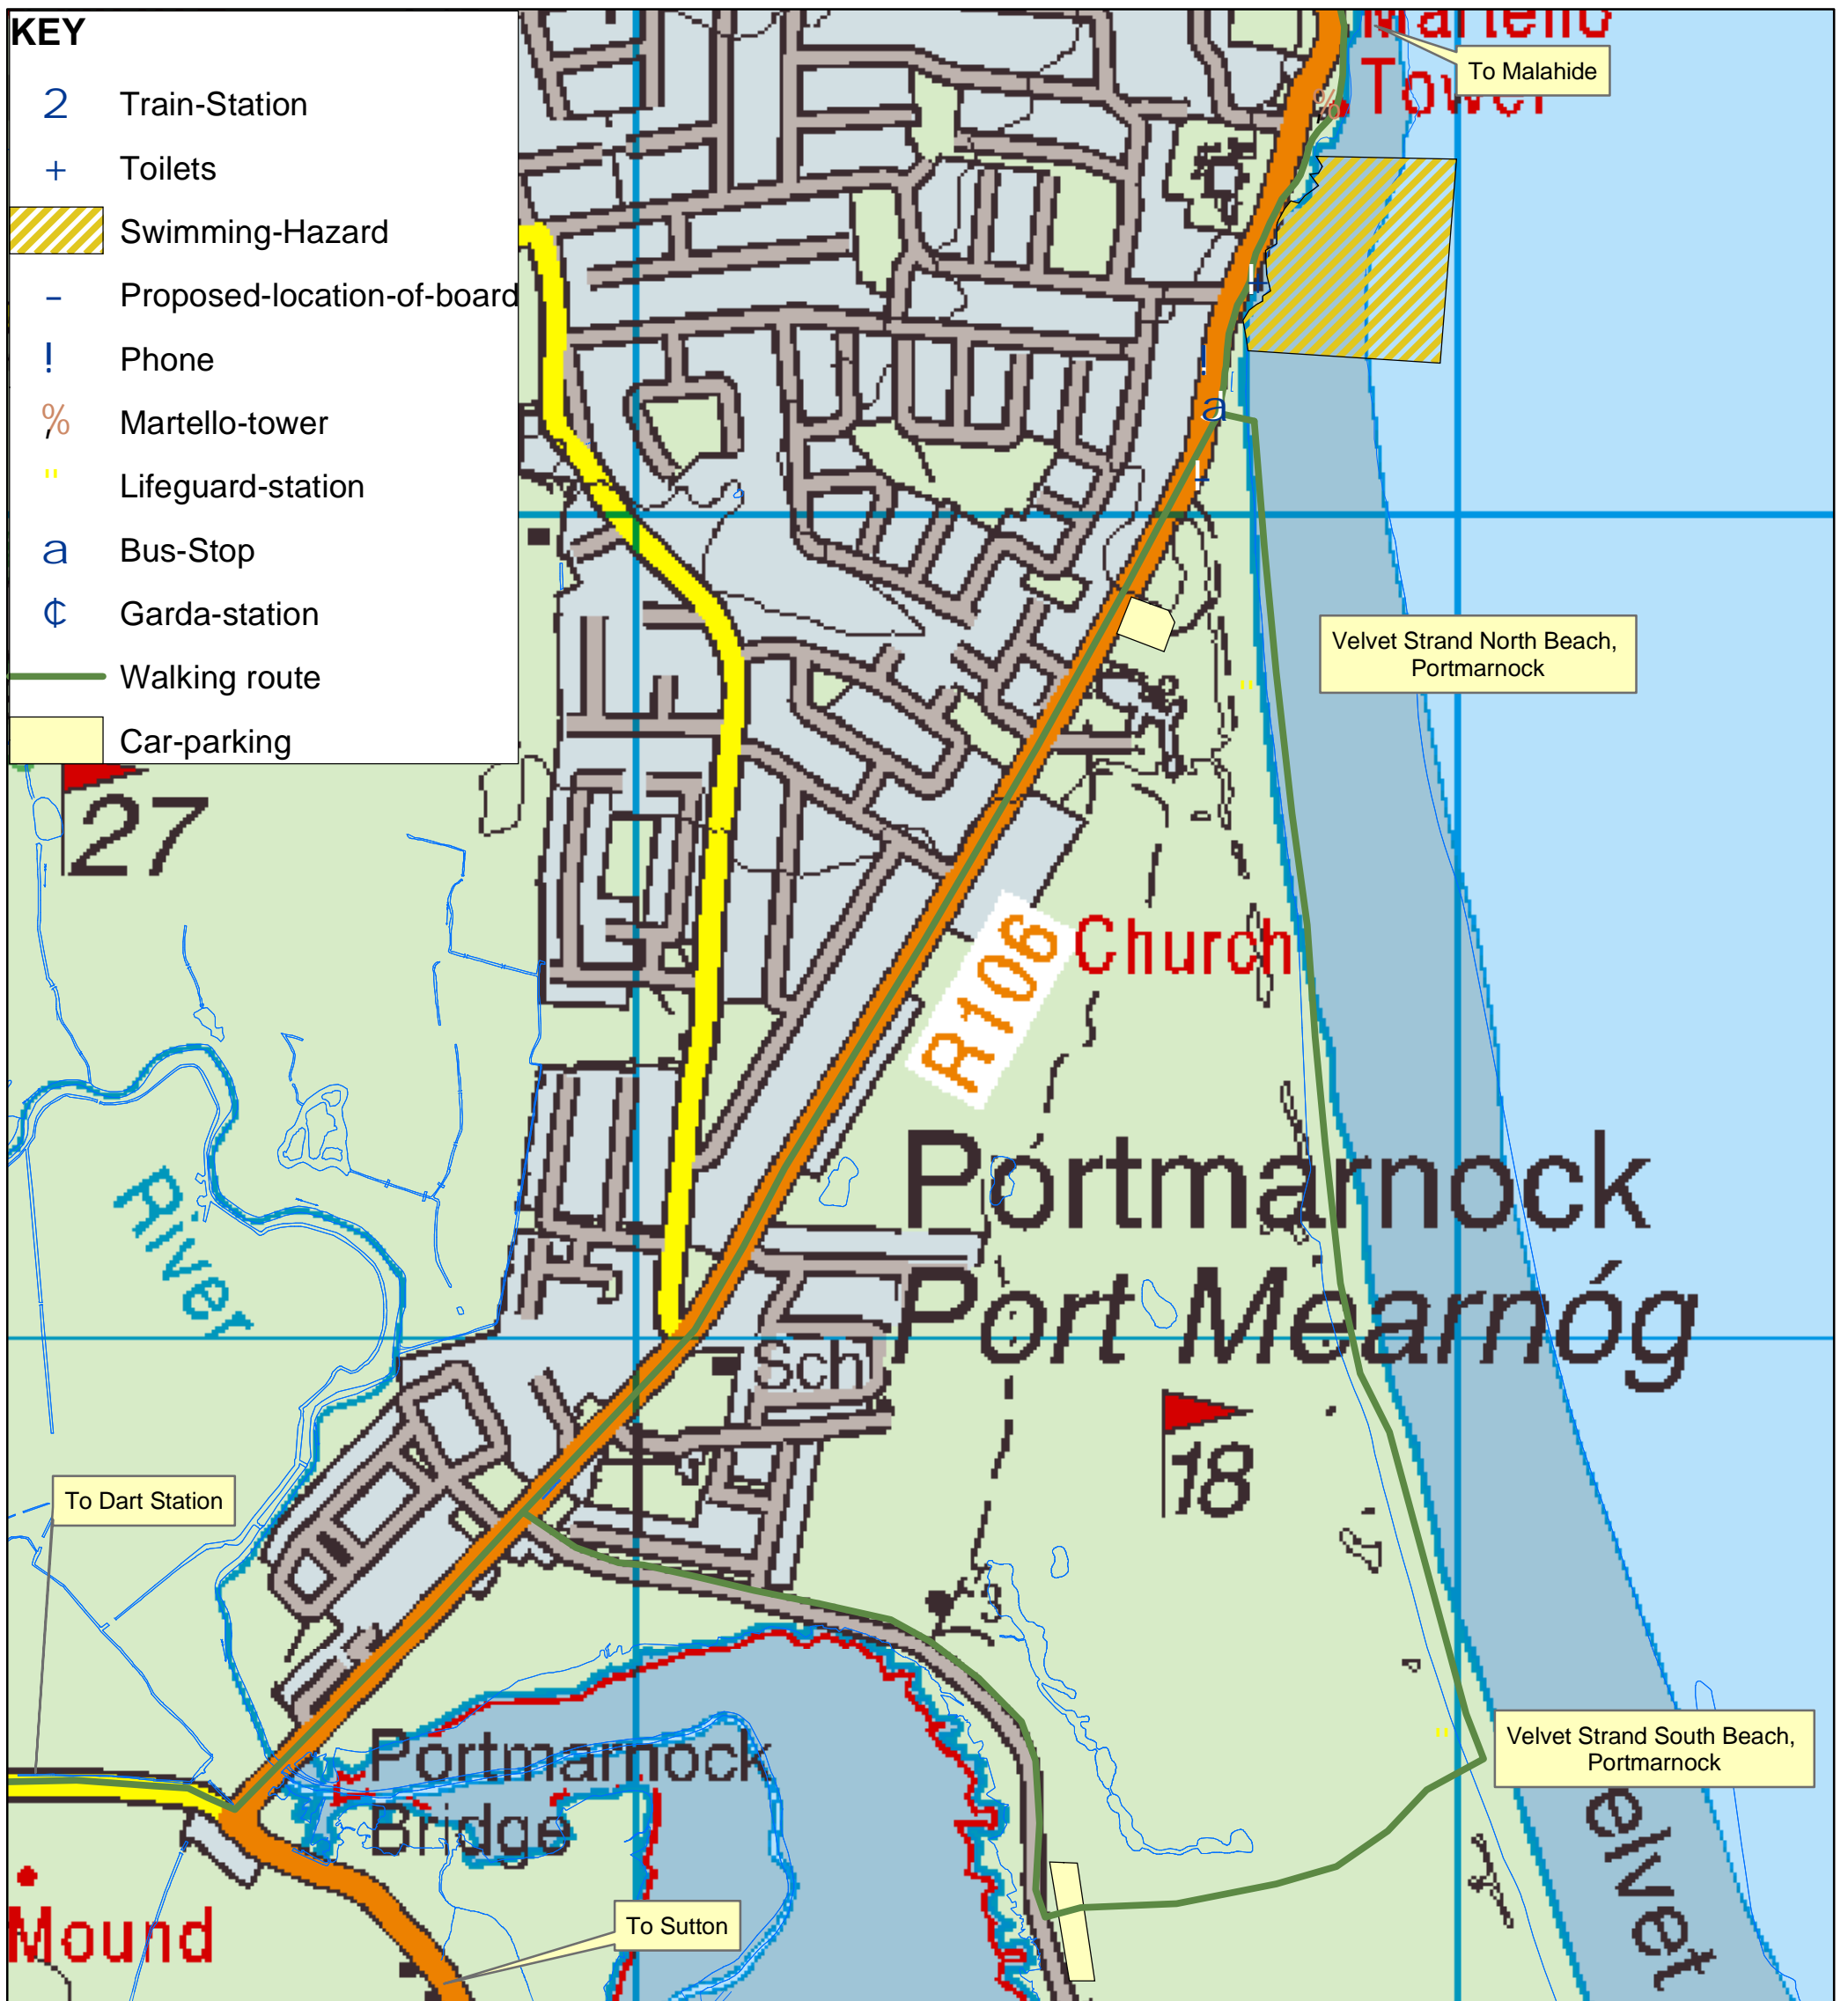 KEY
2 Train-Station
+ Toilets
Swimming-Hazard
- Proposed-location-of-board
! Phone
% Martello-tower
" Lifeguard-station
a Bus-Stop
¢ Garda-station
Walking route
Car-parking
Martello
Tower
%
To Malahide
+
!
a
-
Velvet Strand North Beach,
Portmarnock
"
27
R106
Church
River
Portmarnock
Port Mearnóg
Sch
18
To Dart Station
Portmarnock
Bridge
"
Velvet Strand South Beach,
Portmarnock
elvet
Mound
To Sutton